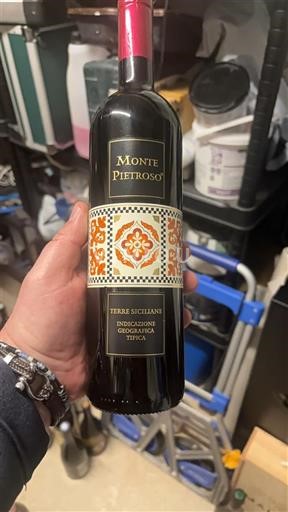 MONTE
PIETROSO®
TERRE SICILIANE
INDICAZIONE
GEOGRAFICA
TIPICA